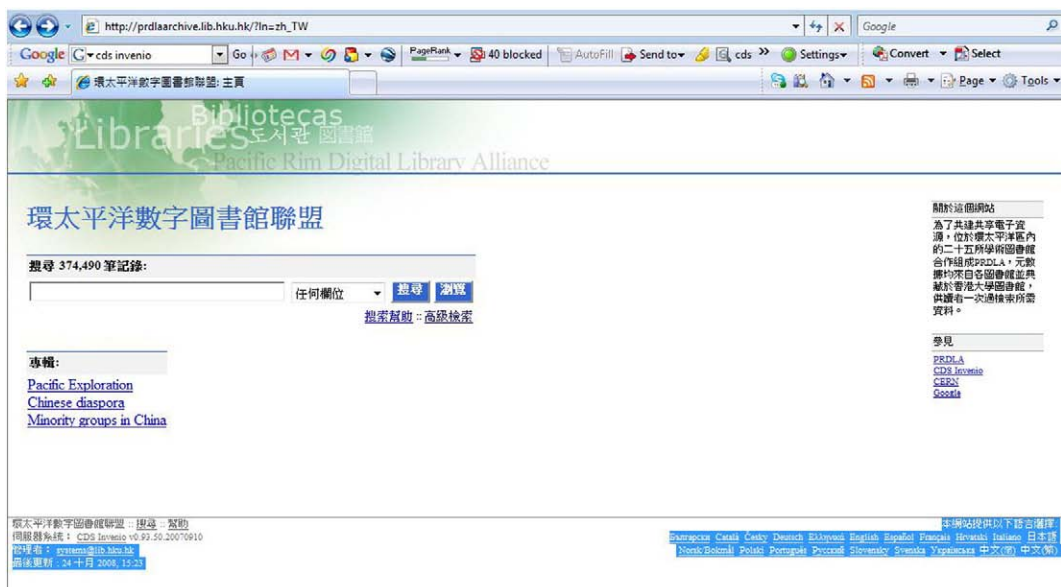 http://prdlaarchive.lib.hku.hk/?ln=zh_TW
Google
Google cds invenio Go PageRank 40 blocked AutoFill Send to cds Settings Convert Select
環太平洋數字圖書館聯盟: 主頁
Page Tools
Bibliotecas
Libraries 도서관 図書館
Pacific Rim Digital Library Alliance
環太平洋數字圖書館聯盟
搜尋 374,490 筆記錄:
任何欄位 搜尋 瀏覽
搜索幫助 :: 高級檢索
專輯:
Pacific Exploration
Chinese diaspora
Minority groups in China
關於這個網站
為了共建共享電子資
源，位於環太平洋區內
的二十五所學術圖書館
合作組成PRDLA，元數
據均來自各圖書館並典
藏於香港大學圖書館，
供讀者一次過檢索所需
資料。
參見
PRDLA
CDS Invenio
CERN
Google
環太平洋數字圖書館聯盟 :: 搜尋 :: 幫助
伺服器系統： CDS Invenio v0.93.50.20070910
管理者： systems@lib.hku.hk
最後更新 : 24 十月 2008, 15:23
本網站提供以下語言選擇:
Български Català Česky Deutsch Ελληνικά English Español Français Hrvatski Italiano 日本語
Norsk/Bokmål Polski Português Русский Slovensky Svenska Українська 中文(简) 中文(繁)